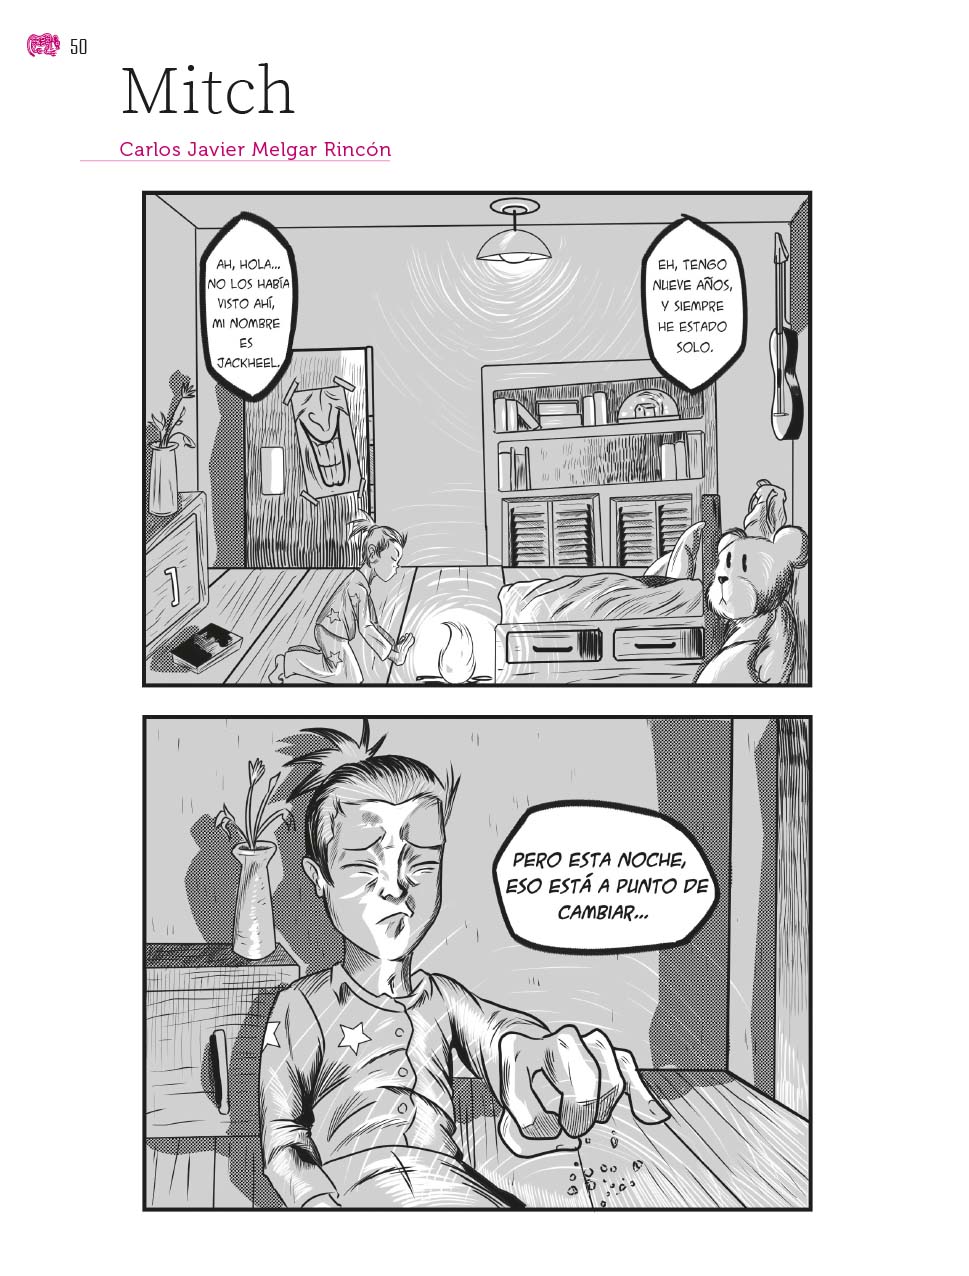 50
Mitch
Carlos Javier Melgar Rincón
AH, HOLA...
NO LOS HABÍA
VISTO AHÍ,
MI NOMBRE
ES
JACKHEEL.
EH, TENGO
NUEVE AÑOS,
Y SIEMPRE
HE ESTADO
SOLO.
PERO ESTA NOCHE,
ESO ESTÁ A PUNTO DE
CAMBIAR...